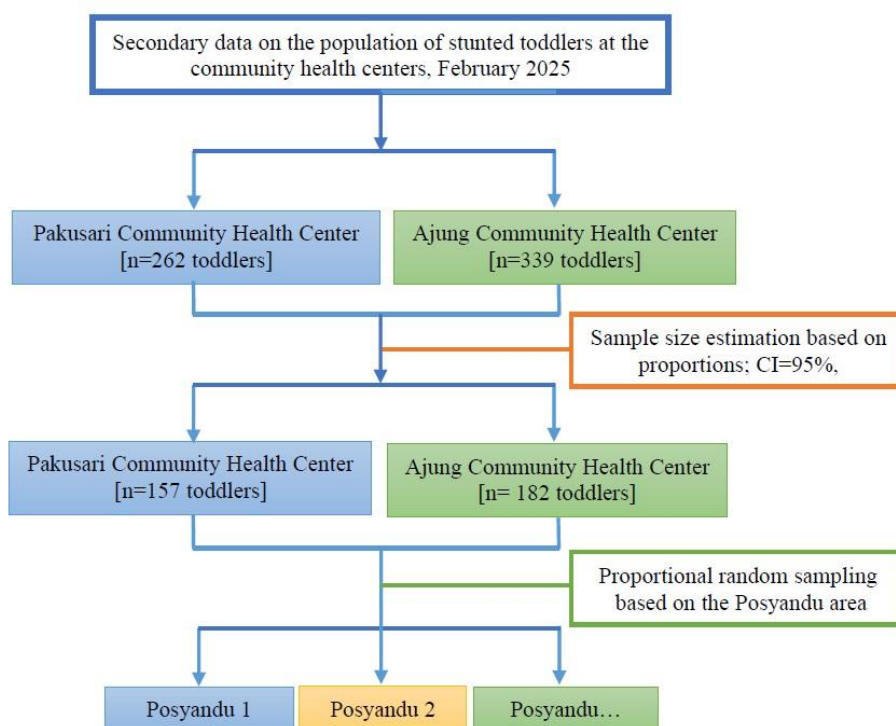 Secondary data on the population of stunted toddlers at the
community health centers, February 2025
Pakusari Community Health Center
[n=262 toddlers]
Ajung Community Health Center
[n=339 toddlers]
Sample size estimation based on
proportions; CI=95%,
Pakusari Community Health Center
[n=157 toddlers]
Ajung Community Health Center
[n= 182 toddlers]
Proportional random sampling
based on the Posyandu area
Posyandu 1
Posyandu 2
Posyandu…